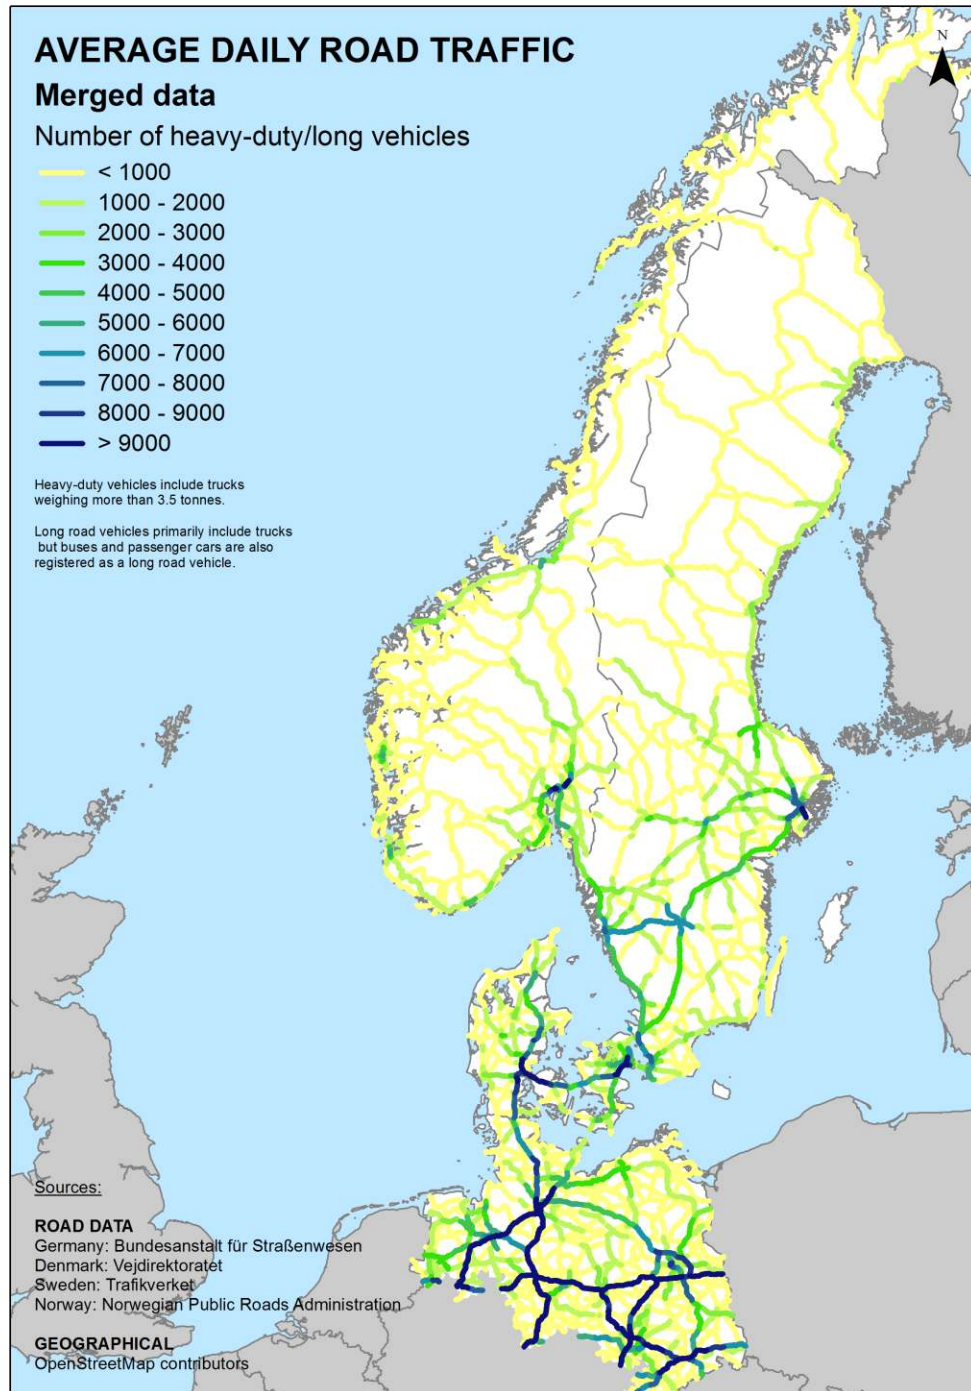 AVERAGE DAILY ROAD TRAFFIC
Merged data
Number of heavy-duty/long vehicles
< 1000
1000 - 2000
2000 - 3000
3000 - 4000
4000 - 5000
5000 - 6000
6000 - 7000
7000 - 8000
8000 - 9000
> 9000
Heavy-duty vehicles include trucks
weighing more than 3.5 tonnes.
Long road vehicles primarily include trucks
but buses and passenger cars are also
registered as a long road vehicle.
N
Sources:
ROAD DATA
Germany: Bundesanstalt für Straßenwesen
Denmark: Vejdirektoratet
Sweden: Trafikverket
Norway: Norwegian Public Roads Administration
GEOGRAPHICAL
OpenStreetMap contributors